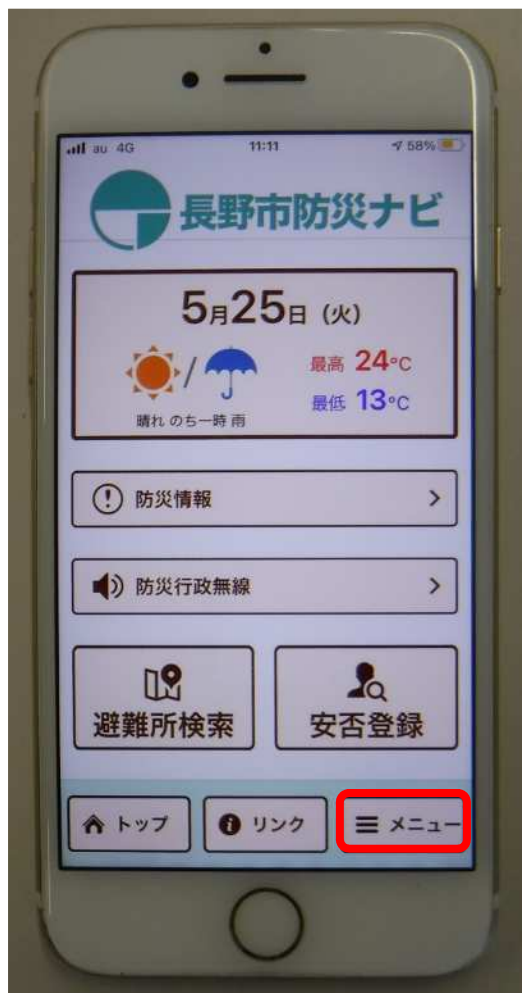 au 4G 11:11 58%
長野市防災ナビ
5月25日 (火)
最高 24°C
最低 13°C
晴れ のち一時 雨
防災情報
防災行政無線
避難所検索 安否登録
トップ リンク メニュー